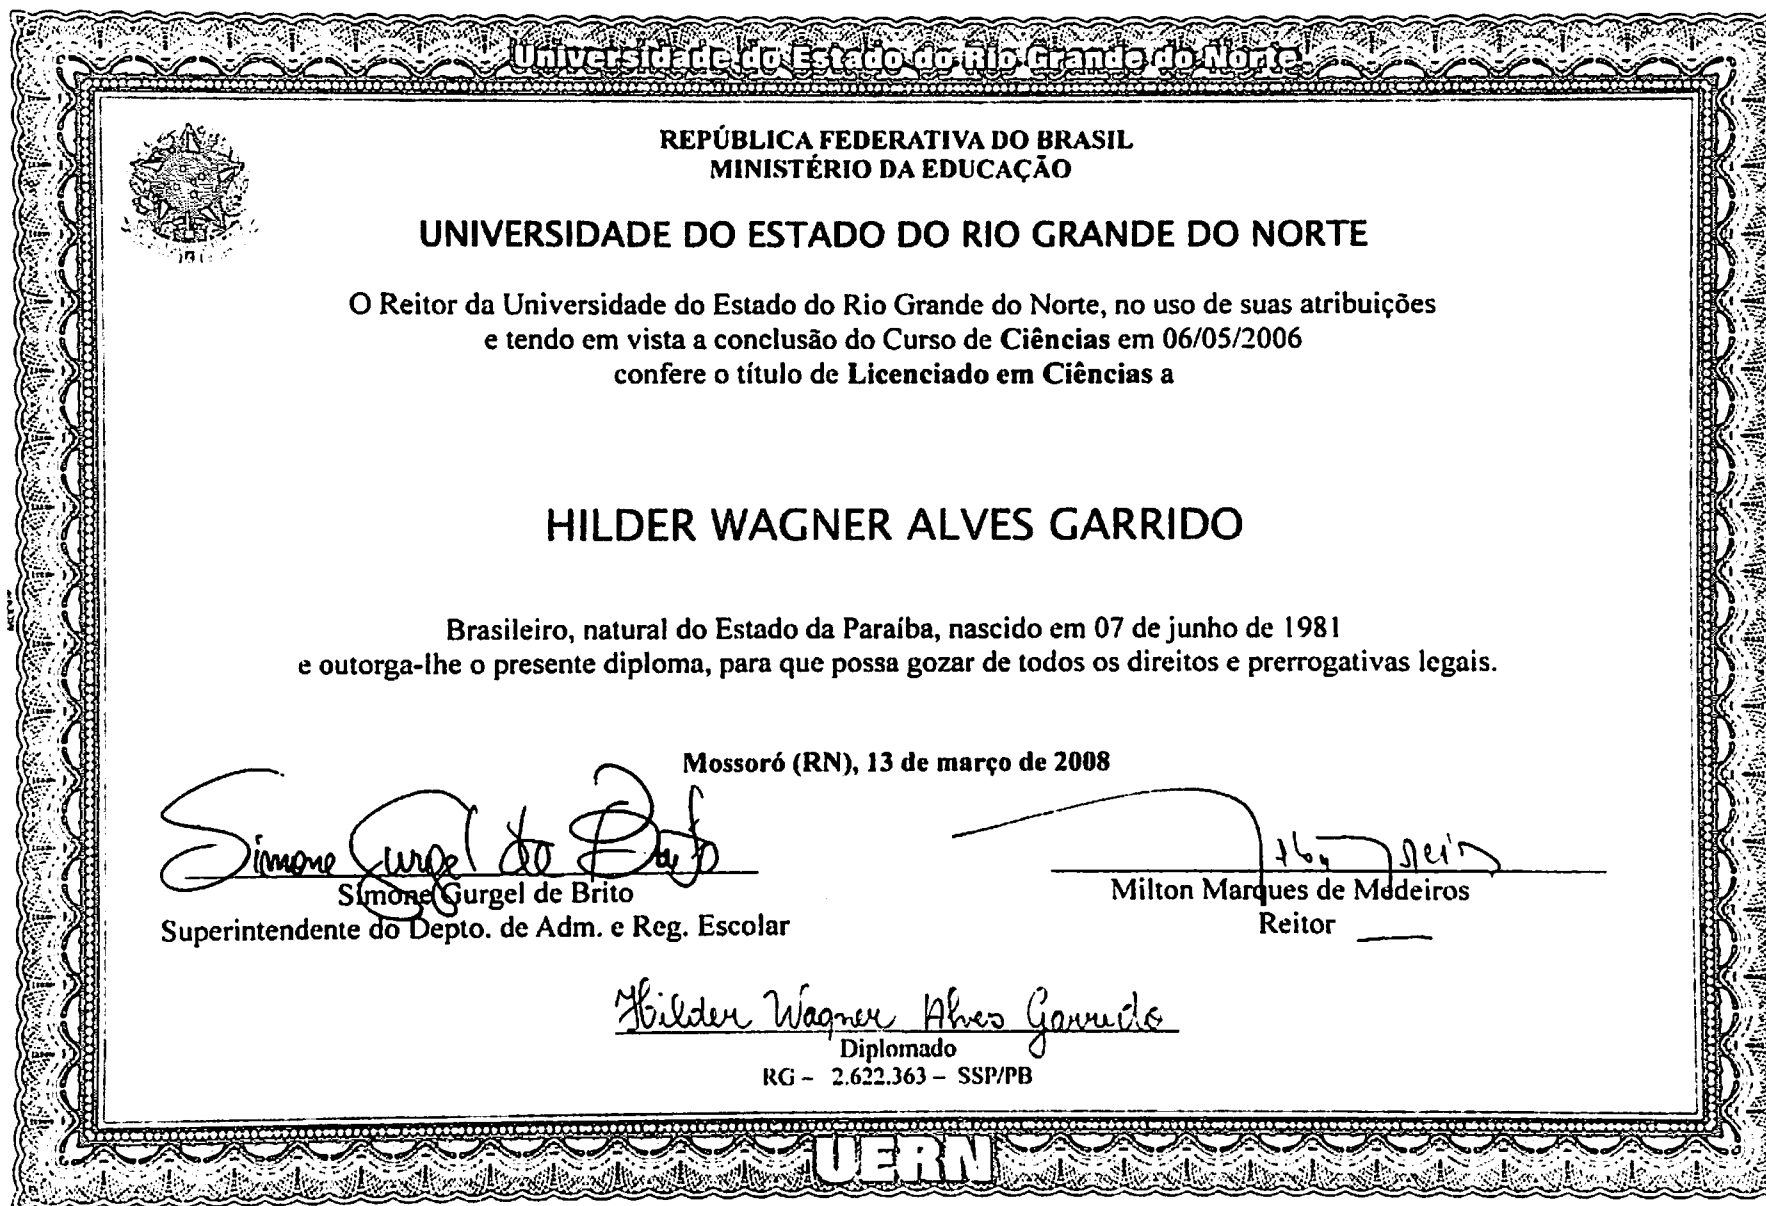 Universidade do Estado do Rio Grande do Norte
REPÚBLICA FEDERATIVA DO BRASIL
MINISTÉRIO DA EDUCAÇÃO
UNIVERSIDADE DO ESTADO DO RIO GRANDE DO NORTE
O Reitor da Universidade do Estado do Rio Grande do Norte, no uso de suas atribuições
e tendo em vista a conclusão do Curso de Ciências em 06/05/2006
confere o título de Licenciado em Ciências a
HILDER WAGNER ALVES GARRIDO
Brasileiro, natural do Estado da Paraíba, nascido em 07 de junho de 1981
e outorga-lhe o presente diploma, para que possa gozar de todos os direitos e prerrogativas legais.
Mossoró (RN), 13 de março de 2008
Simone Gurgel de Brito
Simone Gurgel de Brito
Superintendente do Depto. de Adm. e Reg. Escolar
Milton Marques de Medeiros
Reitor
Hilder Wagner Alves Garrido
Diplomado
RG – 2.622.363 – SSP/PB
UERN